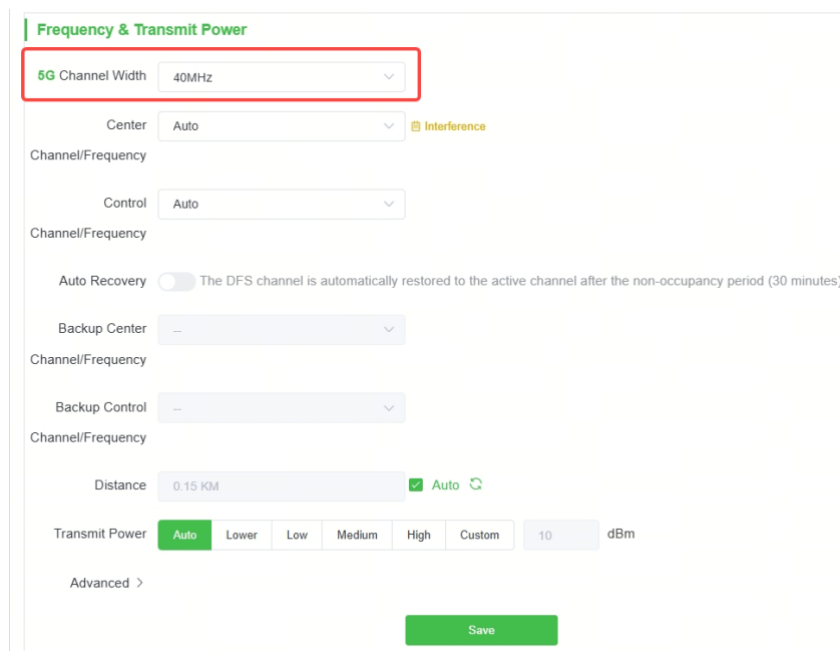 Frequency & Transmit Power
5G Channel Width 40MHz
Center Auto Interference
Channel/Frequency
Control Auto
Channel/Frequency
Auto Recovery The DFS channel is automatically restored to the active channel after the non-occupancy period (30 minutes)
Backup Center --
Channel/Frequency
Backup Control --
Channel/Frequency
Distance 0.15 KM Auto
Transmit Power Auto Lower Low Medium High Custom 10 dBm
Advanced >
Save